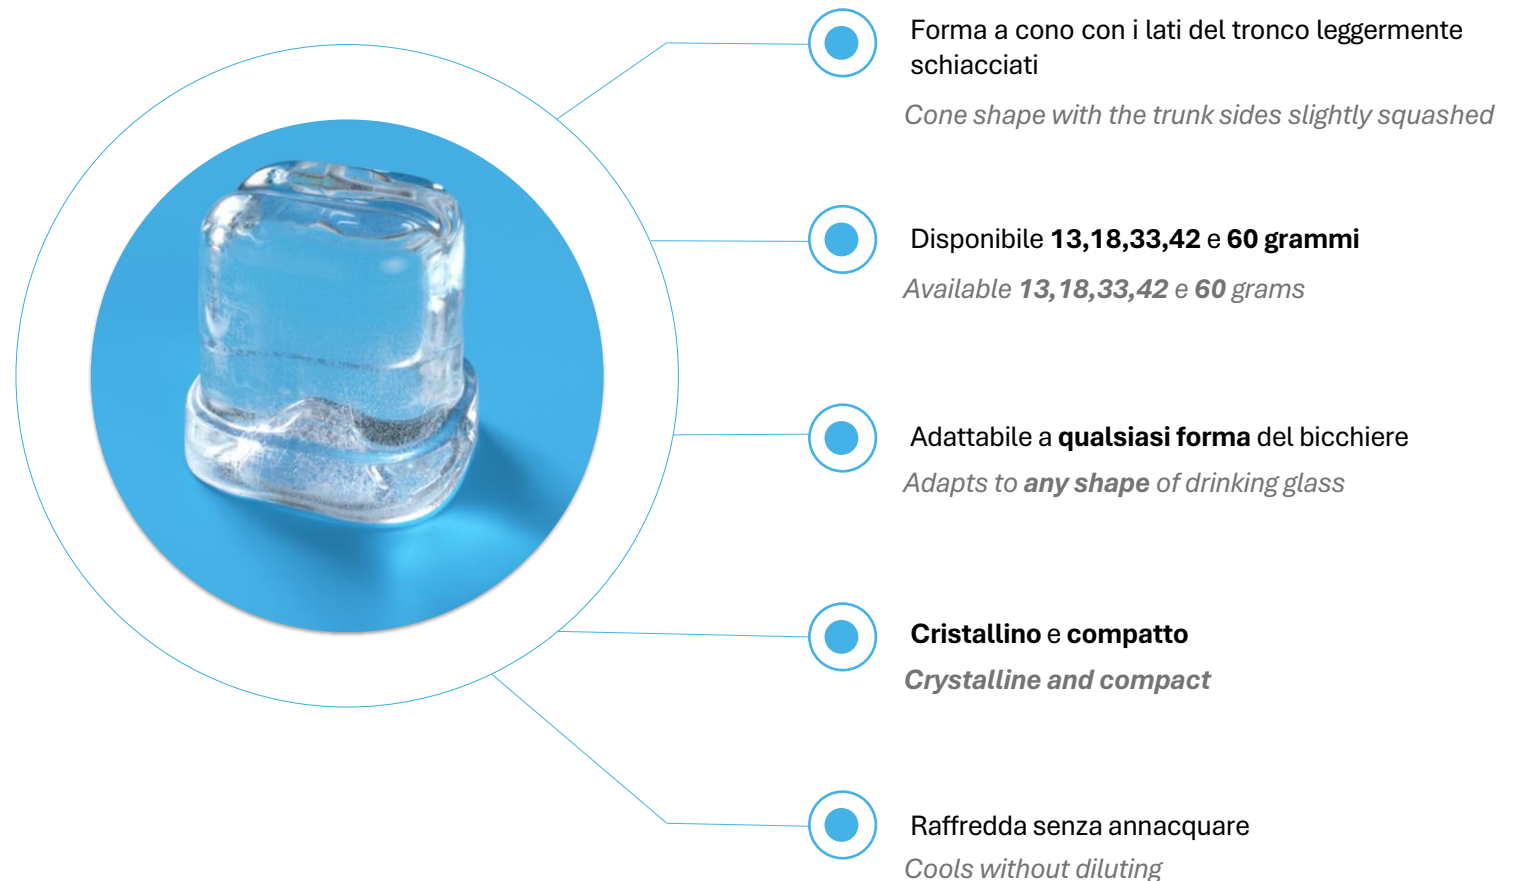 Forma a cono con i lati del tronco leggermente
schiacciati
Cone shape with the trunk sides slightly squashed
Disponibile 13,18,33,42 e 60 grammi
Available 13,18,33,42 e 60 grams
Adattabile a qualsiasi forma del bicchiere
Adapts to any shape of drinking glass
Cristallino e compatto
Crystalline and compact
Raffredda senza annacquare
Cools without diluting